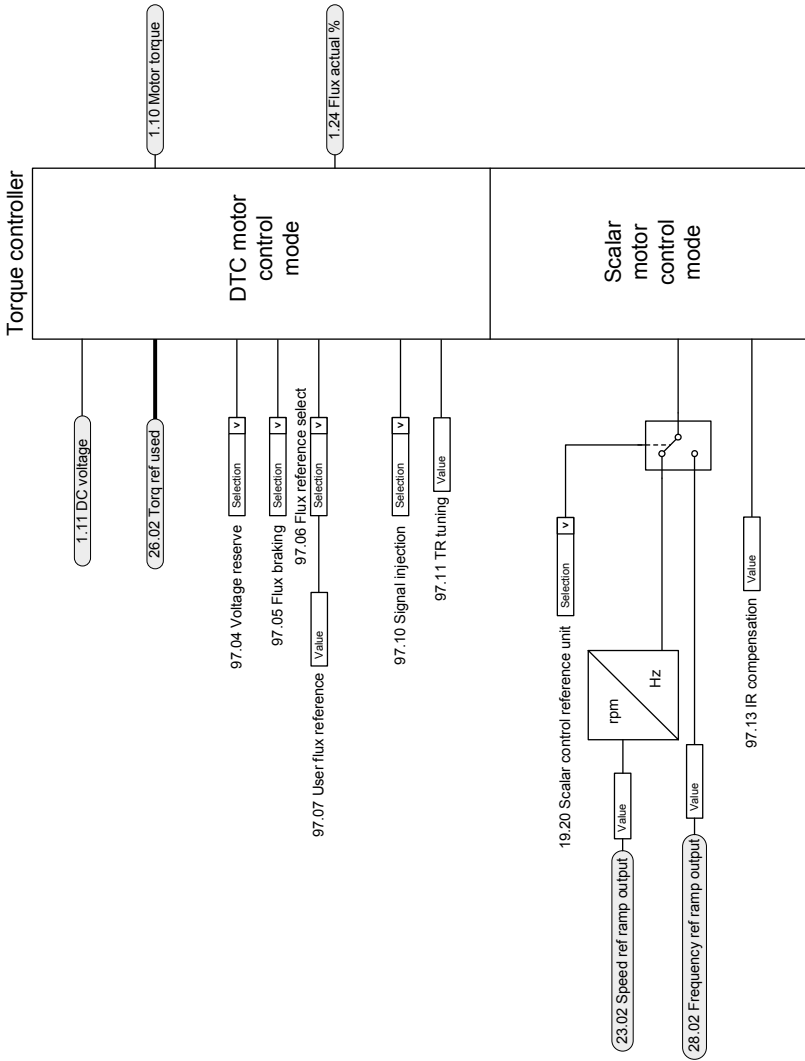 Torque controller
1.11 DC voltage
1.10 Motor torque
26.02 Torq ref used
DTC motor
control
mode
97.04 Voltage reserve
Selection
v
97.05 Flux braking
Selection
v
97.06 Flux reference select
97.07 User flux reference
Value
Selection
v
1.24 Flux actual %
97.10 Signal injection
Selection
v
97.11 TR tuning
Value
Scalar
motor
control
mode
19.20 Scalar control reference unit
Selection
v
23.02 Speed ref ramp output
Value
rpm
Hz
28.02 Frequency ref ramp output
Value
97.13 IR compensation
Value